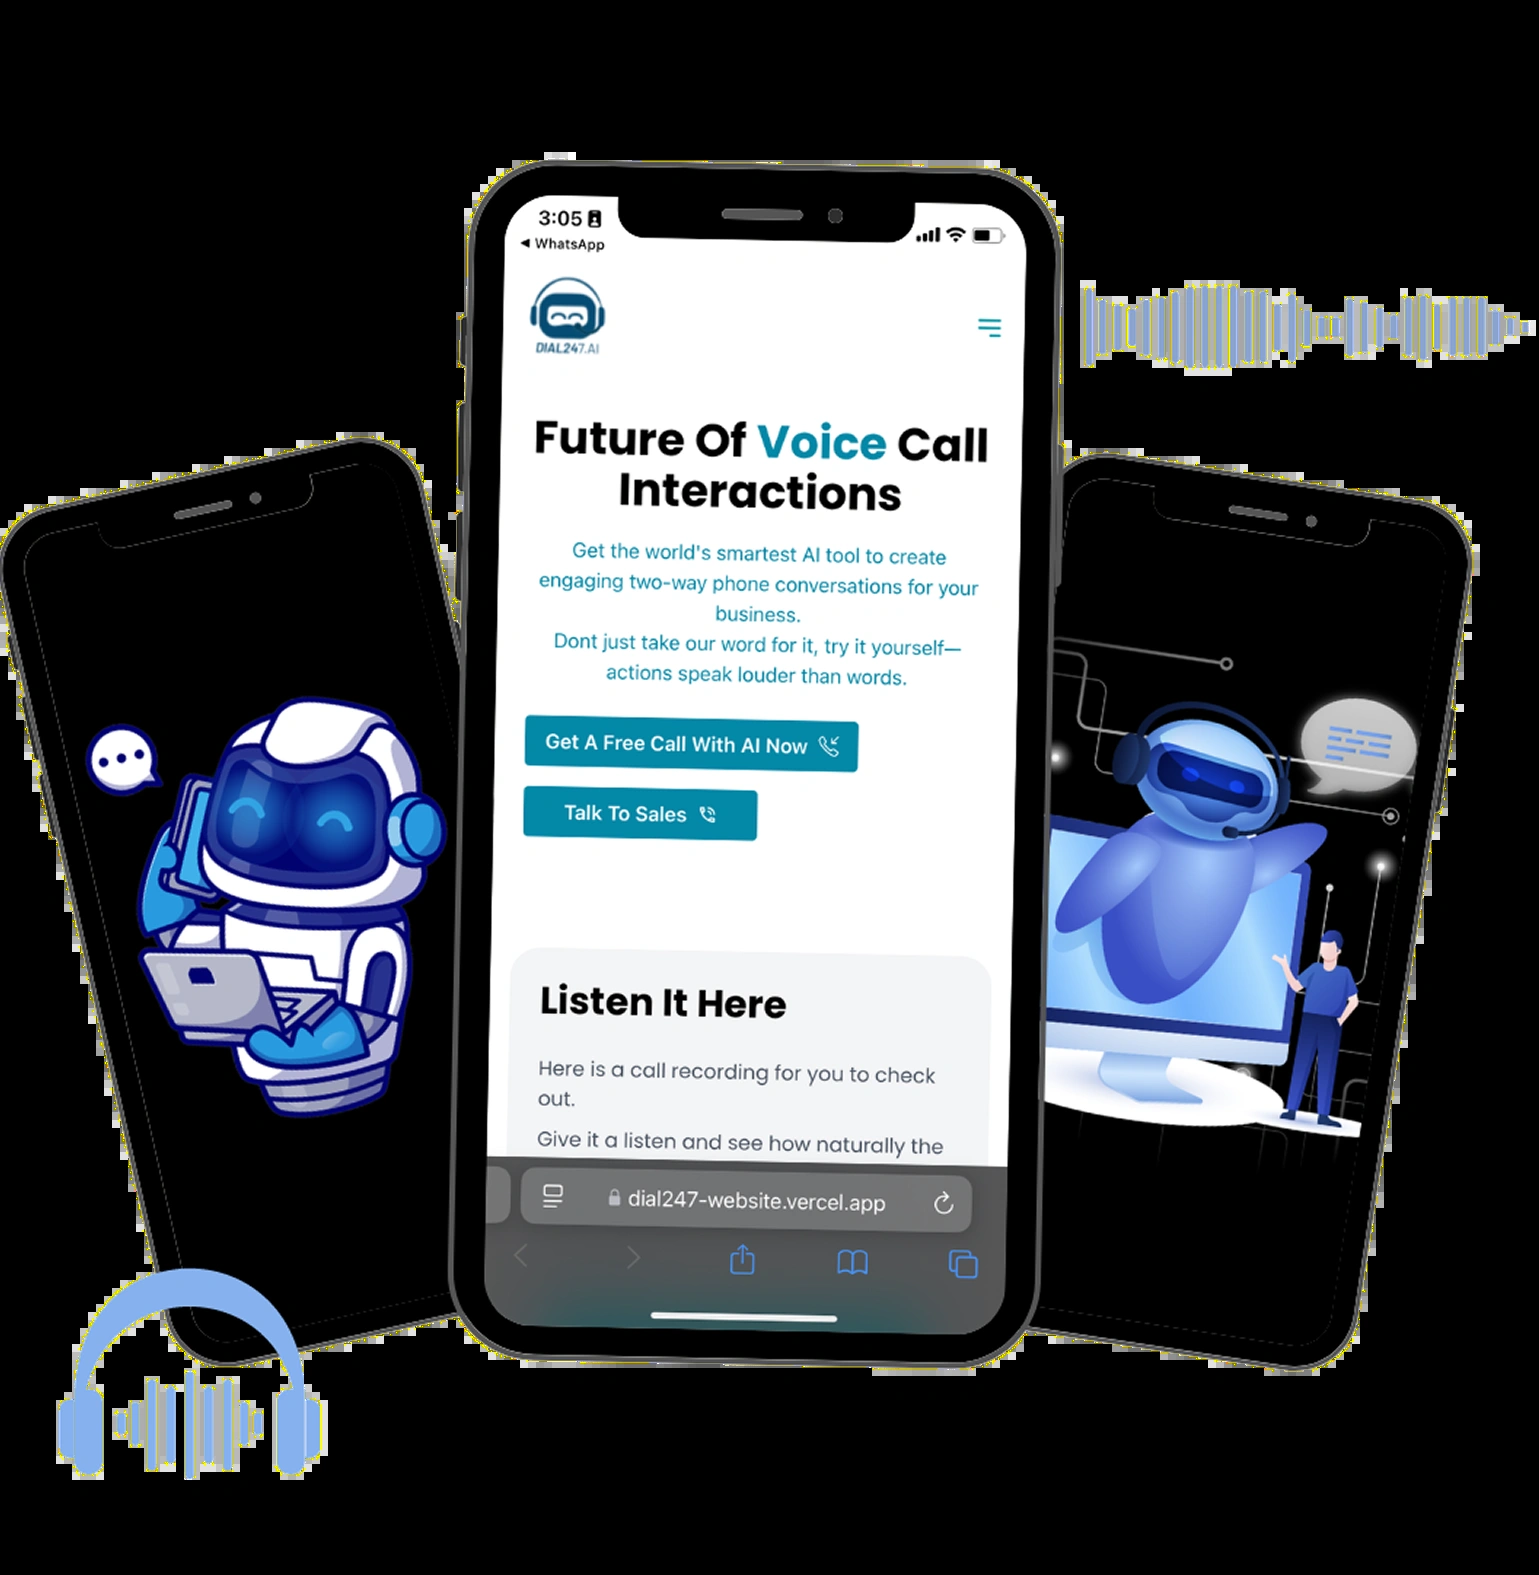 3:05
◀ WhatsApp
DIAL247.AI
Future Of Voice Call
Interactions
Get the world's smartest AI tool to create
engaging two-way phone conversations for your
business.
Dont just take our word for it, try it yourself—
actions speak louder than words.
Get A Free Call With AI Now
Talk To Sales
Listen It Here
Here is a call recording for you to check
out.
Give it a listen and see how naturally the
dial247-website.vercel.app